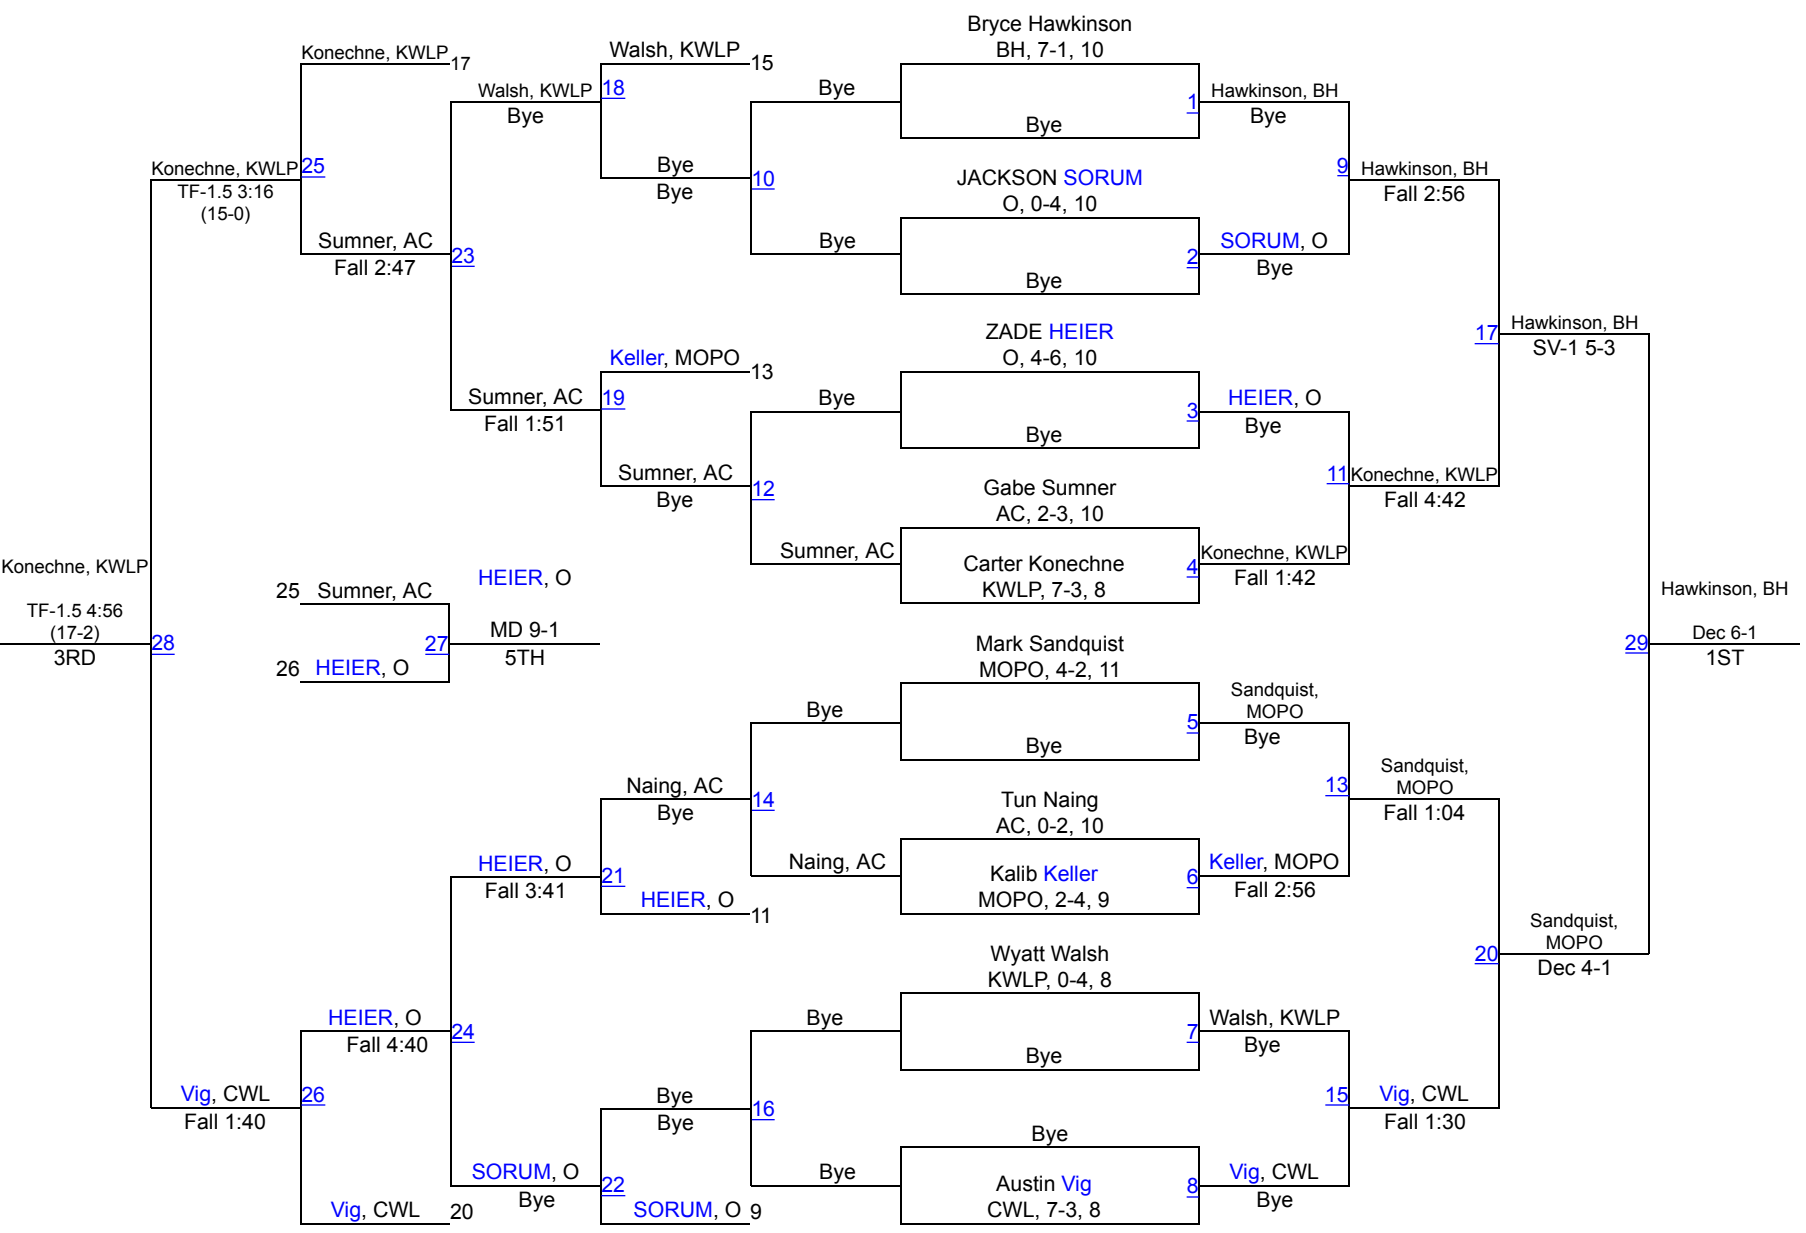 Bryce Hawkinson
Konechne, KWLP 17
Walsh, KWLP 15
BH, 7-1, 10
Walsh, KWLP 18
Bye
Bye
1 Hawkinson, BH
Bye
Bye
Konechne, KWLP 25
TF-1.5 3:16
(15-0)
Bye
Bye
10
JACKSON SORUM
O, 0-4, 10
9 Hawkinson, BH
Fall 2:56
Sumner, AC
Fall 2:47
23
Bye
2 SORUM, O
Bye
Bye
ZADE HEIER
O, 4-6, 10
17 Hawkinson, BH
SV-1 5-3
Keller, MOPO 13
Sumner, AC 19
Fall 1:51
Bye
3 HEIER, O
Bye
Bye
Sumner, AC
Bye
12
Gabe Sumner
AC, 2-3, 10
11 Konechne, KWLP
Fall 4:42
Sumner, AC
Carter Konechne
KWLP, 7-3, 8
4 Konechne, KWLP
Fall 1:42
Konechne, KWLP
TF-1.5 4:56
(17-2)
3RD
28
25 Sumner, AC
26 HEIER, O
27
HEIER, O
MD 9-1
5TH
29
Hawkinson, BH
Dec 6-1
1ST
Mark Sandquist
MOPO, 4-2, 11
Bye
5 Sandquist,
MOPO
Bye
Bye
Naing, AC
Bye
14
Tun Naing
AC, 0-2, 10
13 Sandquist,
MOPO
Fall 1:04
HEIER, O
Fall 3:41
21
HEIER, O 11
Naing, AC
Kalib Keller
MOPO, 2-4, 9
6 Keller, MOPO
Fall 2:56
20 Sandquist,
MOPO
Dec 4-1
Wyatt Walsh
KWLP, 0-4, 8
HEIER, O
Fall 4:40
24
Bye
7 Walsh, KWLP
Bye
Bye
Vig, CWL
Fall 1:40
26
Bye
Bye
16
Bye
15 Vig, CWL
Fall 1:30
SORUM, O
Bye
22
Bye
Austin Vig
CWL, 7-3, 8
8 Vig, CWL
Bye
Vig, CWL 20
SORUM, O 9